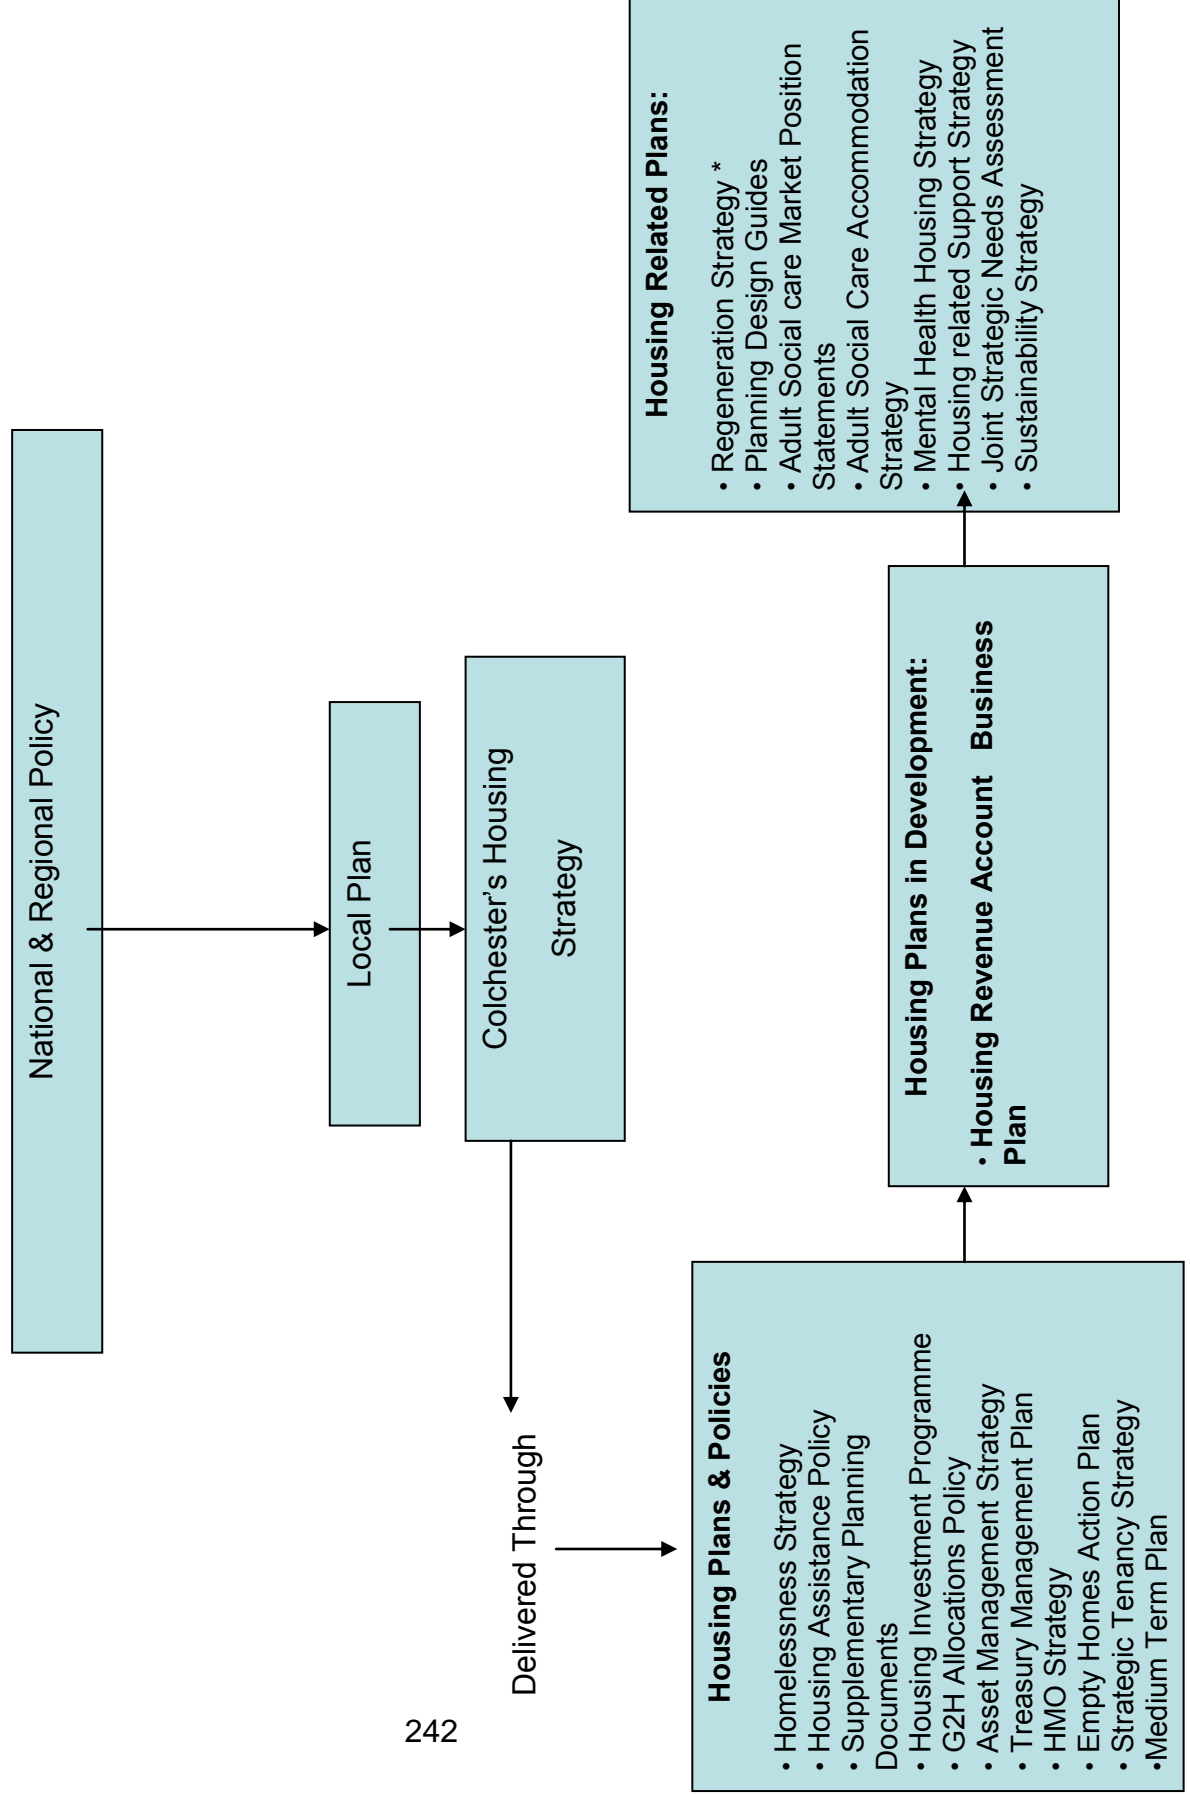 National & Regional Policy
Local Plan
Colchester's Housing
Strategy
Delivered Through
Housing Plans & Policies
• Homelessness Strategy
• Housing Assistance Policy
• Supplementary Planning
Documents
• Housing Investment Programme
• G2H Allocations Policy
• Asset Management Strategy
• Treasury Management Plan
• HMO Strategy
• Empty Homes Action Plan
• Strategic Tenancy Strategy
•Medium Term Plan
Housing Plans in Development:
• Housing Revenue Account Business
Plan
Housing Related Plans:
• Regeneration Strategy *
• Planning Design Guides
• Adult Social care Market Position
Statements
• Adult Social Care Accommodation
Strategy
• Mental Health Housing Strategy
• Housing related Support Strategy
• Joint Strategic Needs Assessment
• Sustainability Strategy
242